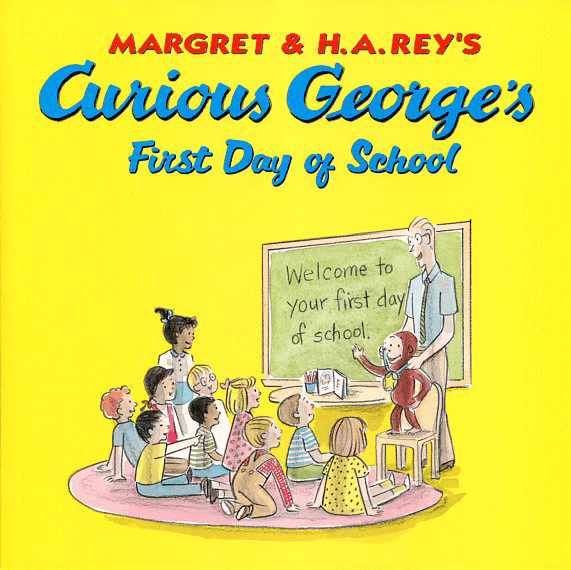 MARGRET & H.A. REY'S
Curious George's
First Day of School
Welcome to
your first day
of school.